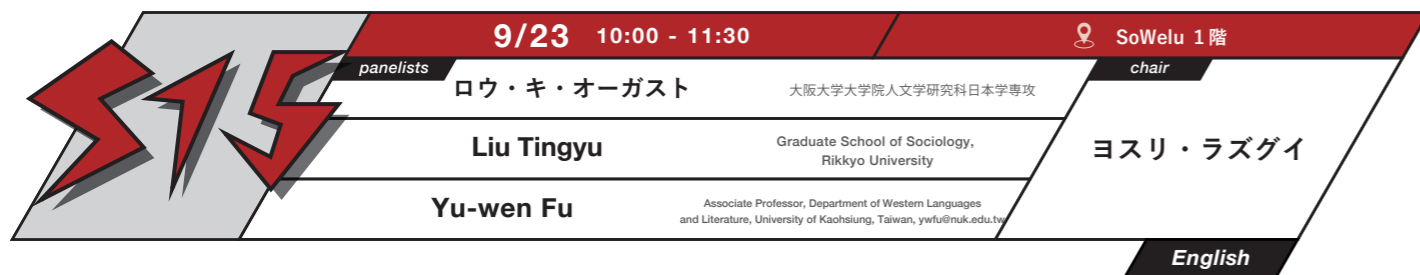 S15
9/23 10:00 - 11:30
SoWelu 1階
panelists
chair
ロウ・キ・オーガスト
大阪大学大学院人文学研究科日本学専攻
Liu Tingyu
Graduate School of Sociology,
Rikkyo University
Yu-wen Fu
Associate Professor, Department of Western Languages
and Literature, University of Kaohsiung, Taiwan, ywfu@nuk.edu.tw
ヨスリ・ラズグイ
English